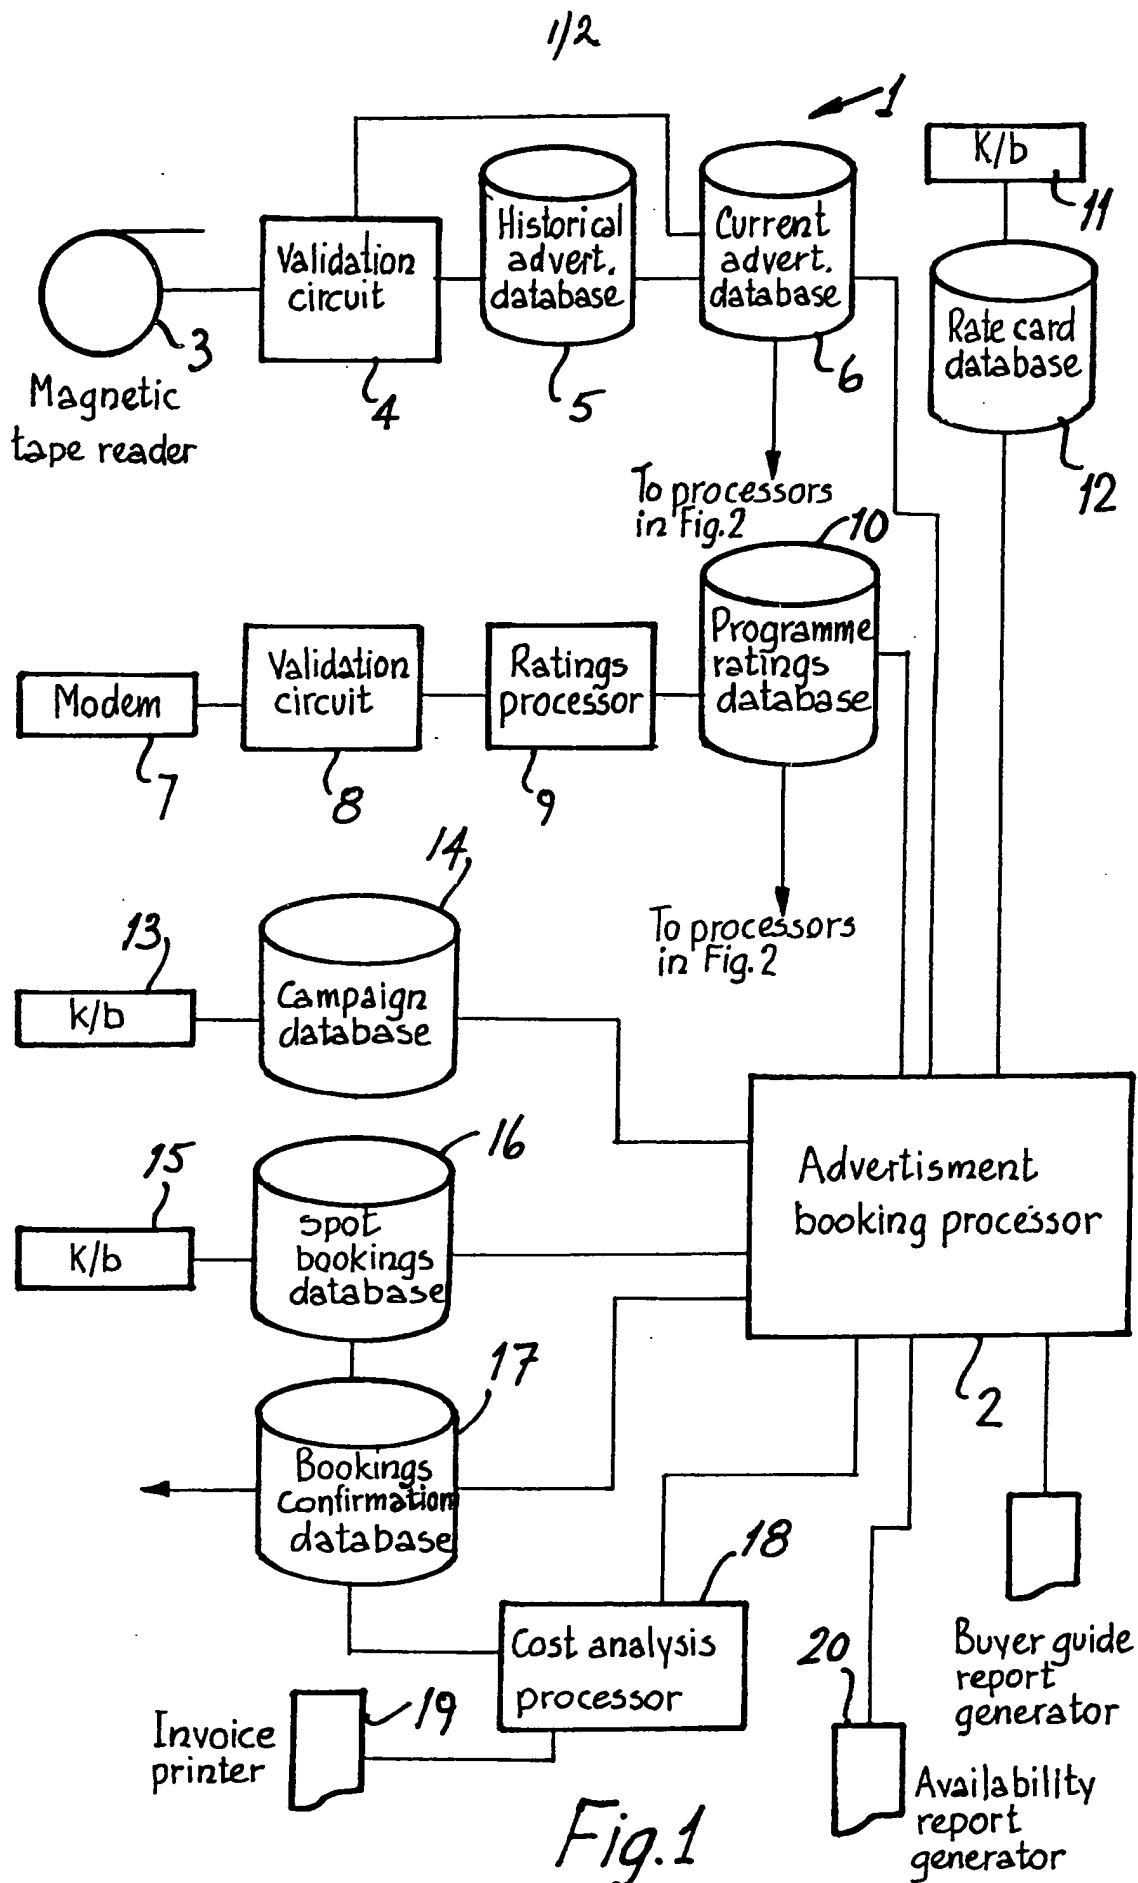 1/2
1
K/b
11
Historical
advert.
database
Current
advert.
database
Validation
circuit
3
4
5
6
Rate card
database
12
Magnetic
tape reader
To processors
in Fig.2
10
Programme
ratings
database
Ratings
processor
Validation
circuit
Modem
7
8
9
To processors
in Fig.2
14
13
K/b
Campaign
database
16
15
K/b
spot
bookings
database
Advertisment
booking processor
2
17
Bookings
confirmation
database
18
Cost analysis
processor
19
Invoice
printer
20
Buyer guide
report
generator
Availability
report
generator
Fig.1